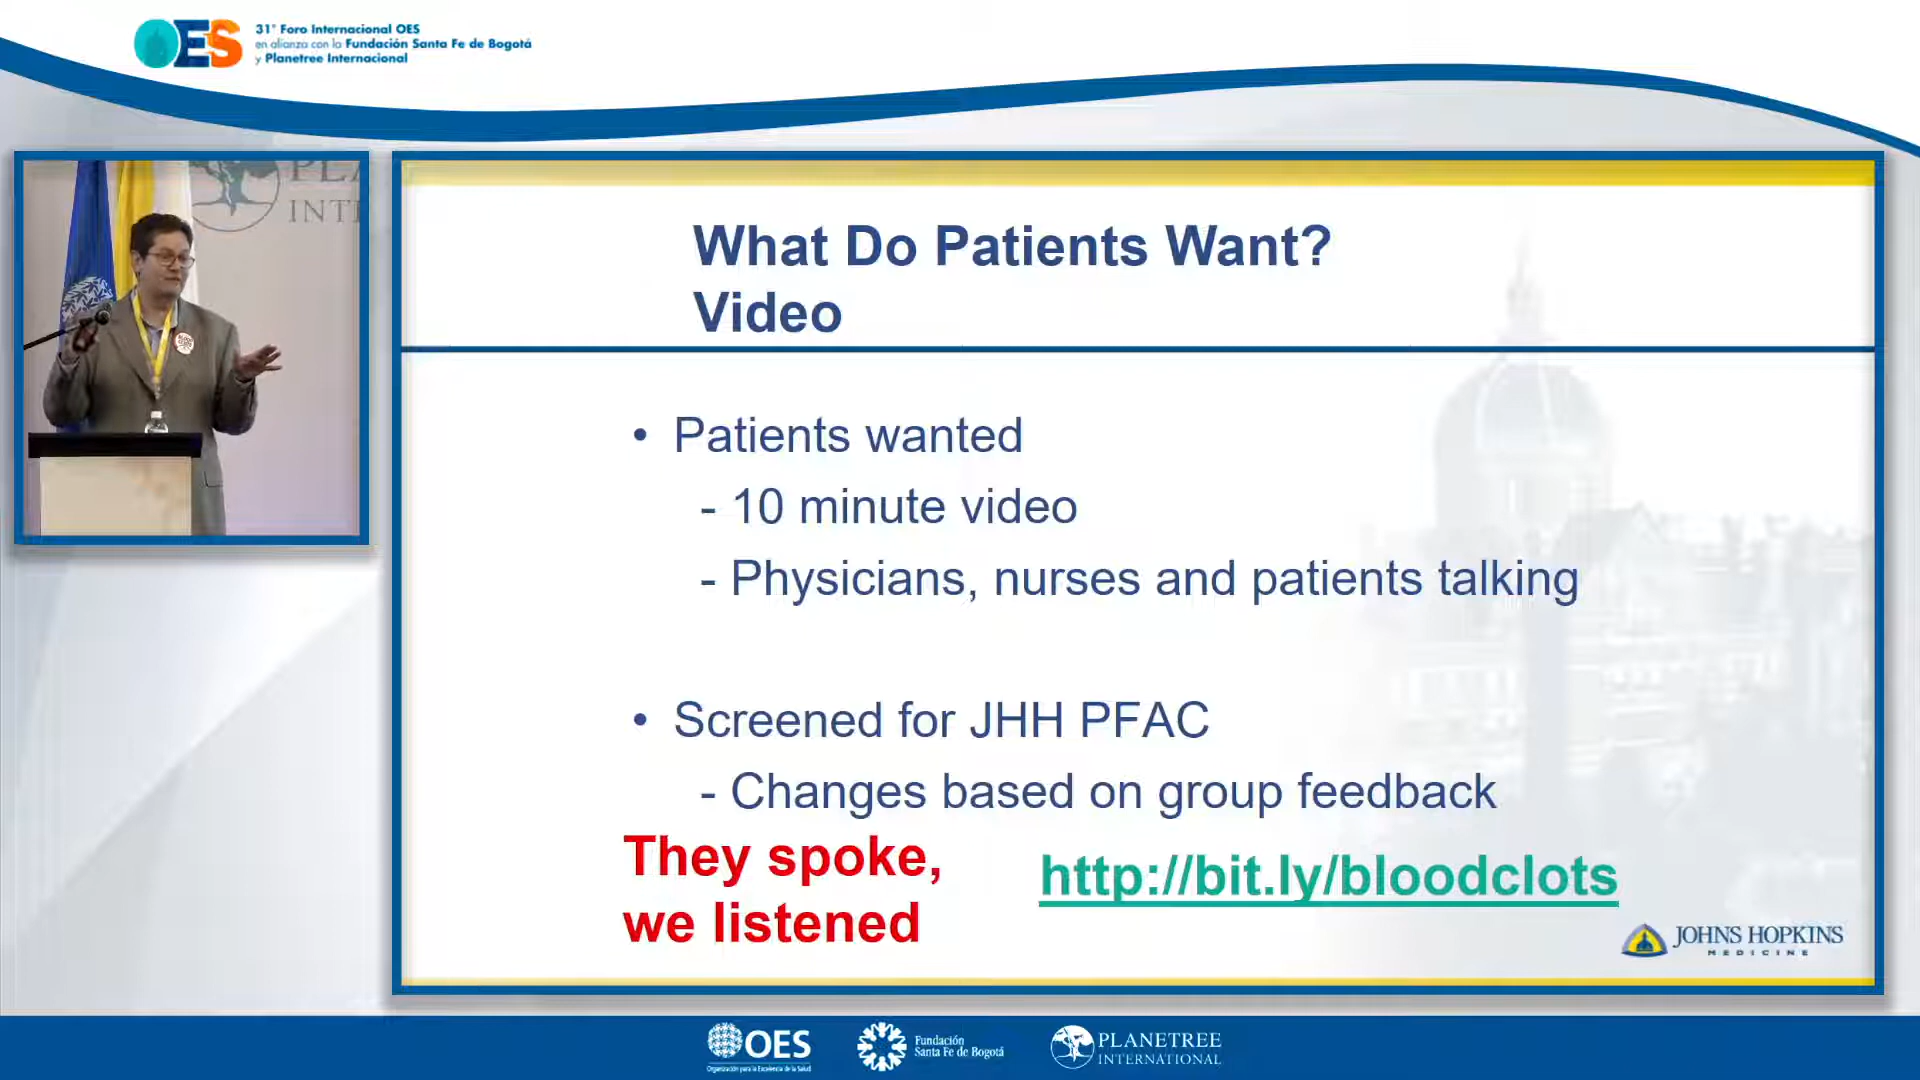 OES
31° Foro Internacional OES
en alianza con la Fundación Santa Fe de Bogotá
y Planetree Internacional
INT
What Do Patients Want?
Video
• Patients wanted
- 10 minute video
- Physicians, nurses and patients talking
• Screened for JHH PFAC
- Changes based on group feedback
They spoke,
we listened
http://bit.ly/bloodclots
JOHNS HOPKINS
MEDICINE
OES
Organización para la Excelencia de la Salud
Fundación
Santa Fe de Bogotá
PLANETREE
INTERNATIONAL